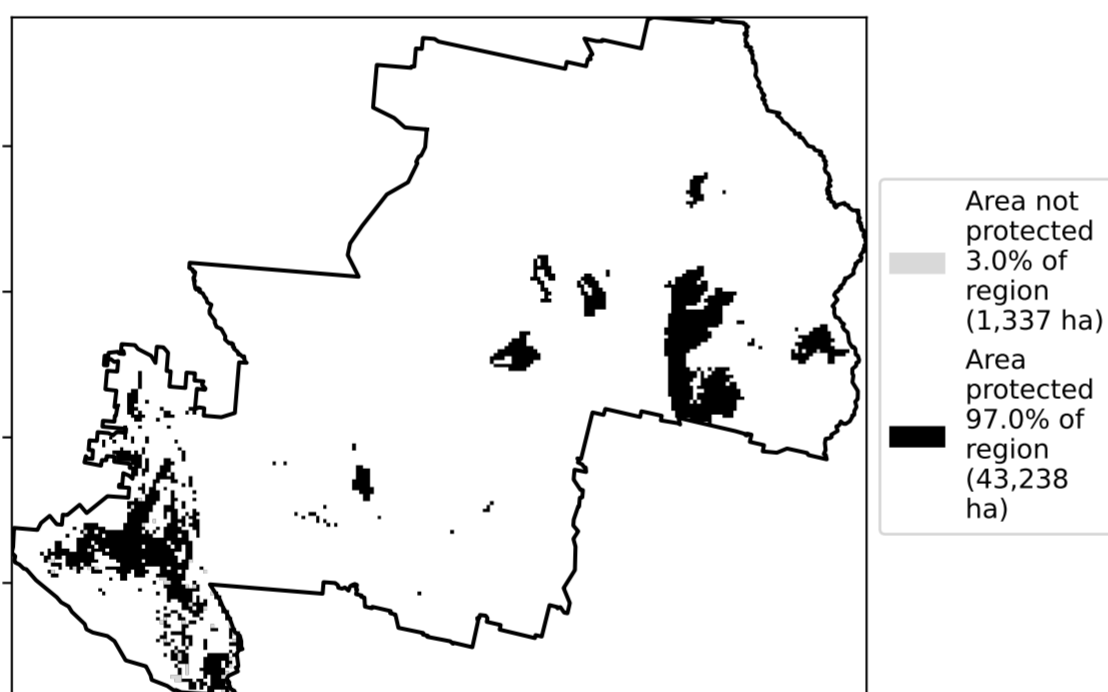 Area not
protected
3.0% of
region
(1,337 ha)
Area
protected
97.0% of
region
(43,238
ha)